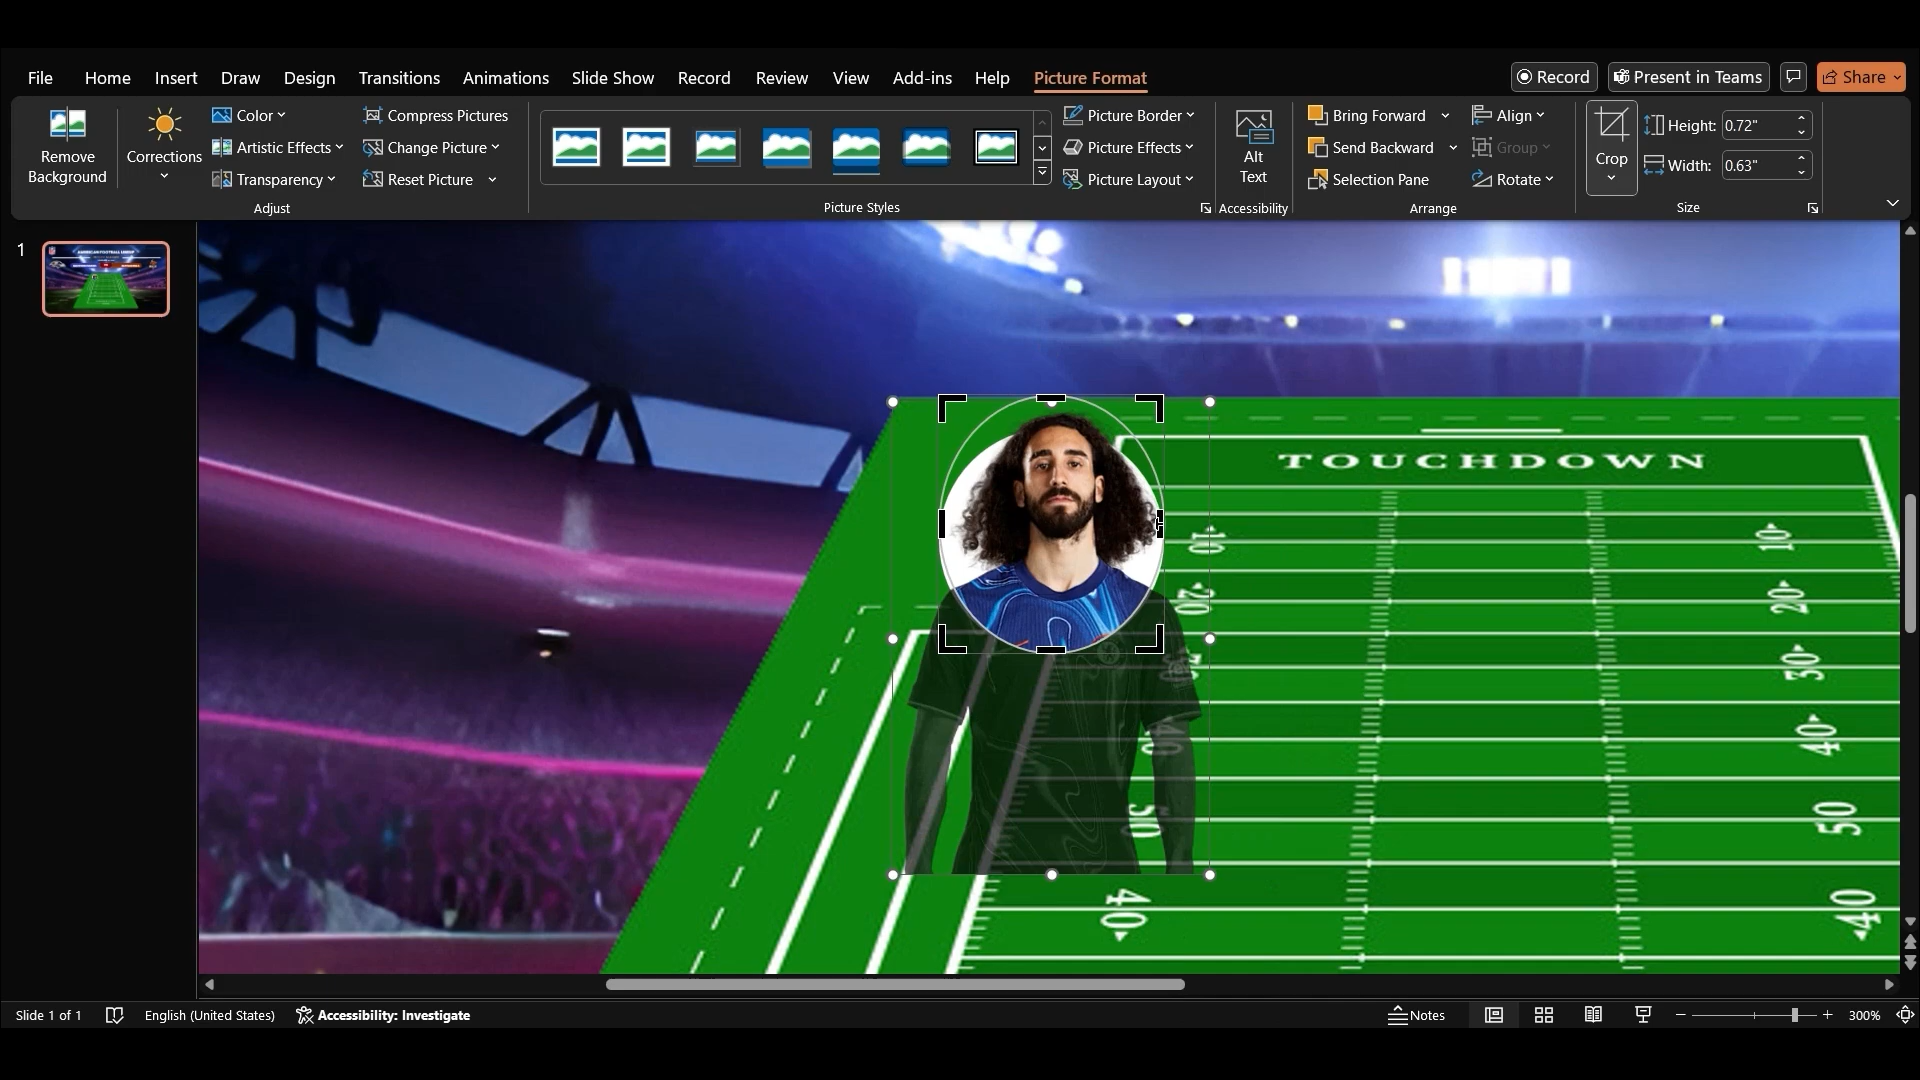 File Home Insert Draw Design Transitions Animations Slide Show Record Review View Add-ins Help Picture Format
Record Present in Teams Share
Remove Background
Corrections
Color
Artistic Effects
Transparency
Compress Pictures
Change Picture
Reset Picture
Adjust
Picture Styles
Picture Border
Picture Effects
Picture Layout
Alt Text
Accessibility
Bring Forward
Send Backward
Selection Pane
Align
Group
Rotate
Arrange
Crop
Height: 0.72"
Width: 0.63"
Size
1
TOUCHDOWN
10 10
20 20
30
40 40
50
40 40
Slide 1 of 1 English (United States) Accessibility: Investigate Notes 300%